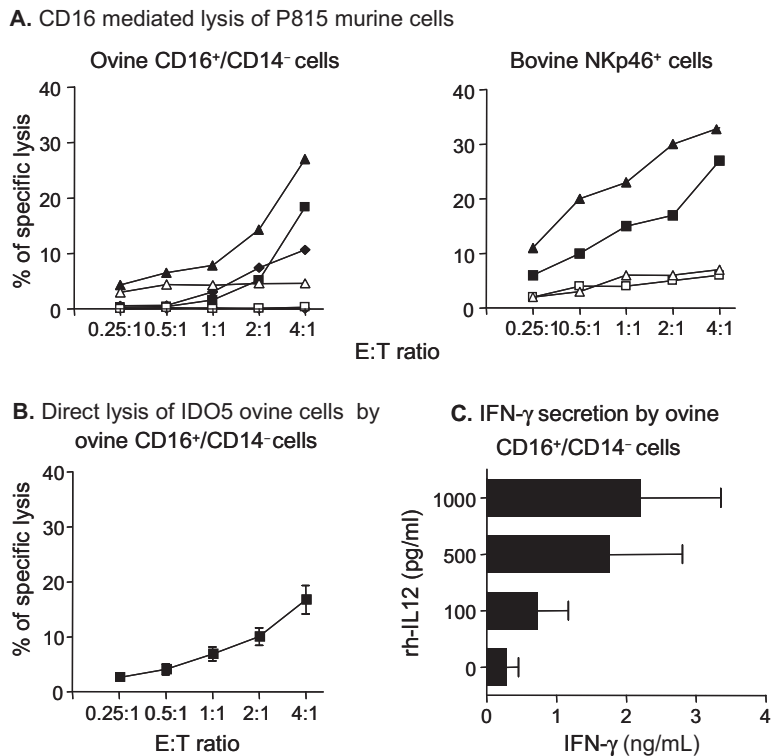 A. CD16 mediated lysis of P815 murine cells
Ovine CD16+/CD14- cells
% of specific lysis
40
30
20
10
0
0.25:1 0.5:1 1:1 2:1 4:1
Bovine NKp46+ cells
40
30
20
10
0
0.25:1 0.5:1 1:1 2:1 4:1
E:T ratio
B. Direct lysis of IDO5 ovine cells by
ovine CD16+/CD14- cells
% of specific lysis
40
30
20
10
0
0.25:1 0.5:1 1:1 2:1 4:1
E:T ratio
C. IFN-γ secretion by ovine
CD16+/CD14- cells
rh-IL12 (pg/ml)
1000
500
100
0
0 1 2 3 4
IFN-γ (ng/mL)